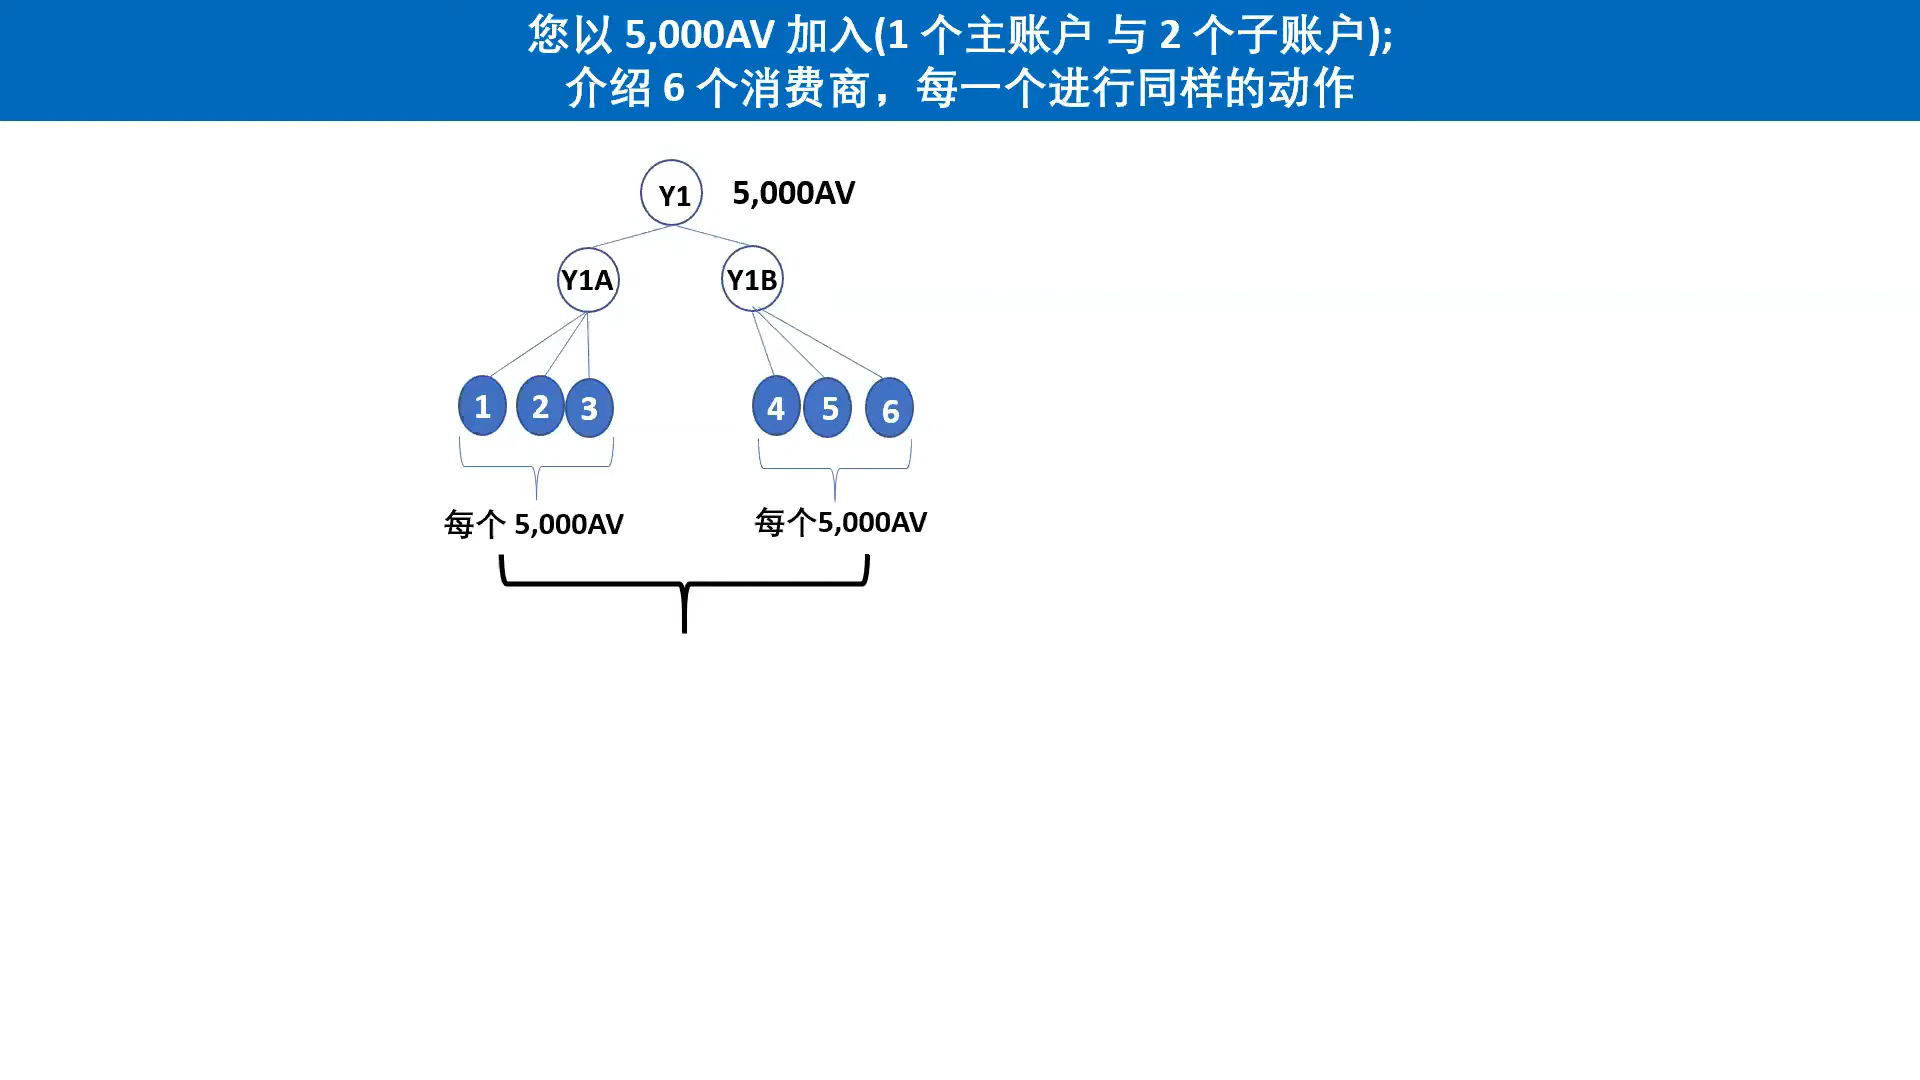 您以 5,000AV 加入(1 个主账户 与 2 个子账户);
介绍 6 个消费商，每一个进行同样的动作
Y1 5,000AV
Y1A Y1B
1 2 3 4 5 6
每个 5,000AV 每个5,000AV